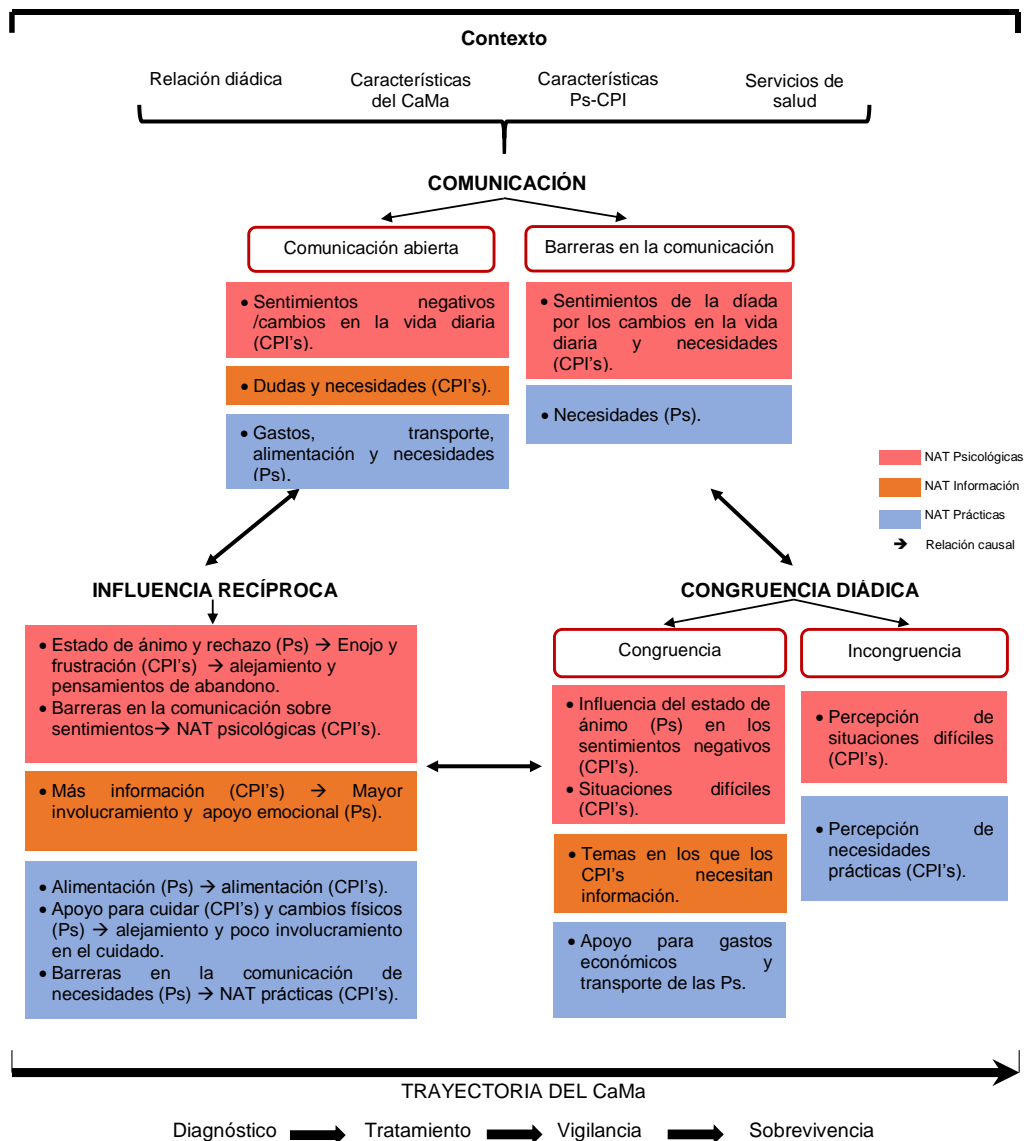 Contexto
Relación diádica
Características
del CaMa
Características
Ps-CPI
Servicios de
salud
COMUNICACIÓN
Comunicación abierta
Barreras en la comunicación
• Sentimientos negativos
/cambios en la vida diaria
(CPI's).
• Dudas y necesidades (CPI's).
• Gastos, transporte,
alimentación y necesidades
(Ps).
• Sentimientos de la díada
por los cambios en la vida
diaria y necesidades
(CPI's).
• Necesidades (Ps).
NAT Psicológicas
NAT Información
NAT Prácticas
➔ Relación causal
INFLUENCIA RECÍPROCA
• Estado de ánimo y rechazo (Ps) → Enojo y
frustración (CPI's) → alejamiento y
pensamientos de abandono.
• Barreras en la comunicación sobre
sentimientos→ NAT psicológicas (CPI's).
• Más información (CPI's) → Mayor
involucramiento y apoyo emocional (Ps).
• Alimentación (Ps) → alimentación (CPI's).
• Apoyo para cuidar (CPI's) y cambios físicos
(Ps) → alejamiento y poco involucramiento
en el cuidado.
• Barreras en la comunicación de
necesidades (Ps) → NAT prácticas (CPI's).
CONGRUENCIA DIÁDICA
Congruencia
Incongruencia
• Influencia del estado de
ánimo (Ps) en los
sentimientos negativos
(CPI's).
• Situaciones difíciles
(CPI's).
• Temas en los que los
CPI's necesitan
información.
• Apoyo para gastos
económicos y
transporte de las Ps.
• Percepción de
situaciones difíciles
(CPI's).
• Percepción de
necesidades
prácticas (CPI's).
TRAYECTORIA DEL CaMa
Diagnóstico Tratamiento Vigilancia Sobrevivencia